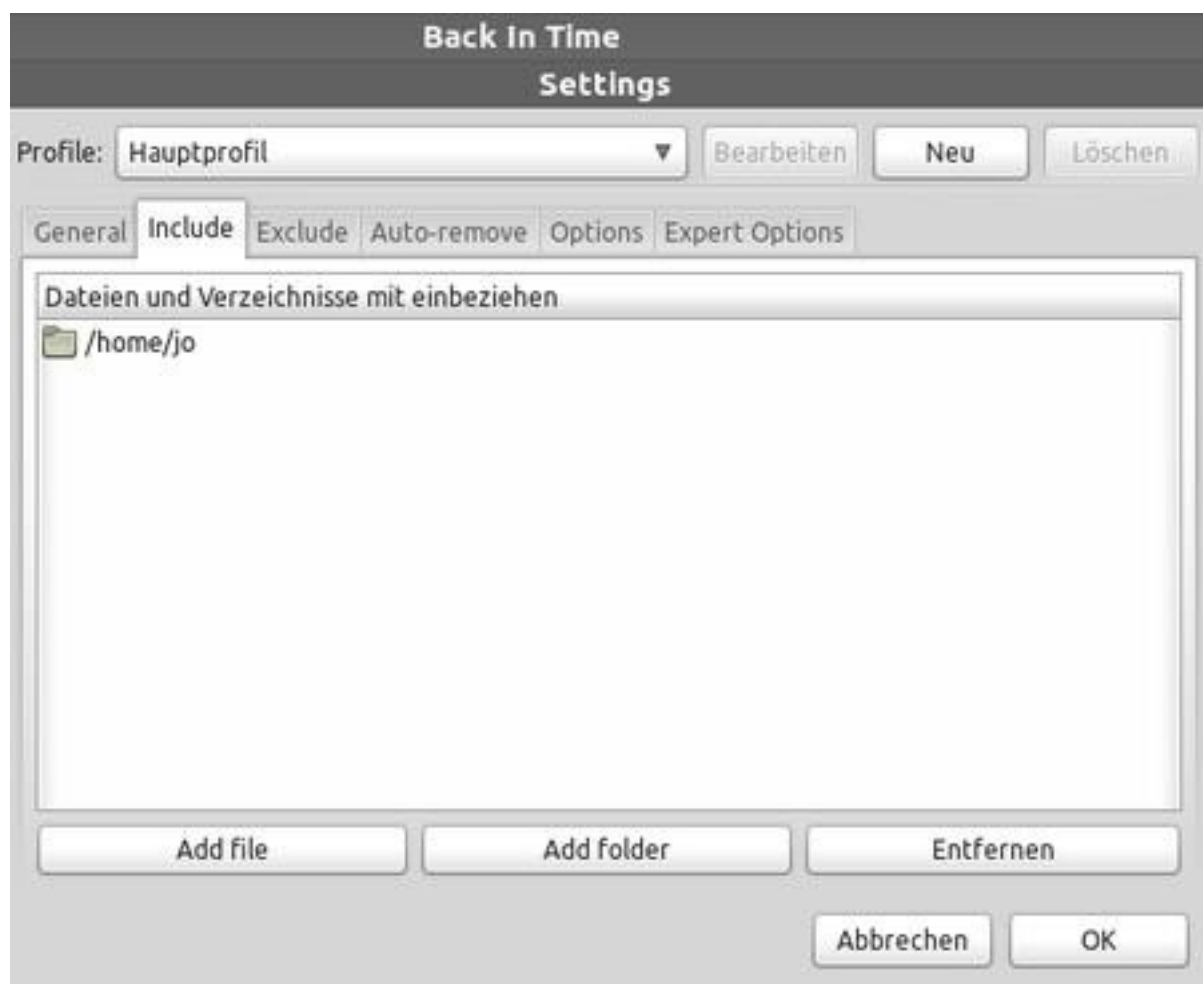 Back In Time
Settings
Profile: Hauptprofil Bearbeiten Neu Löschen
General Include Exclude Auto-remove Options Expert Options
Dateien und Verzeichnisse mit einbeziehen
/home/jo
Add file Add folder Entfernen
Abbrechen OK